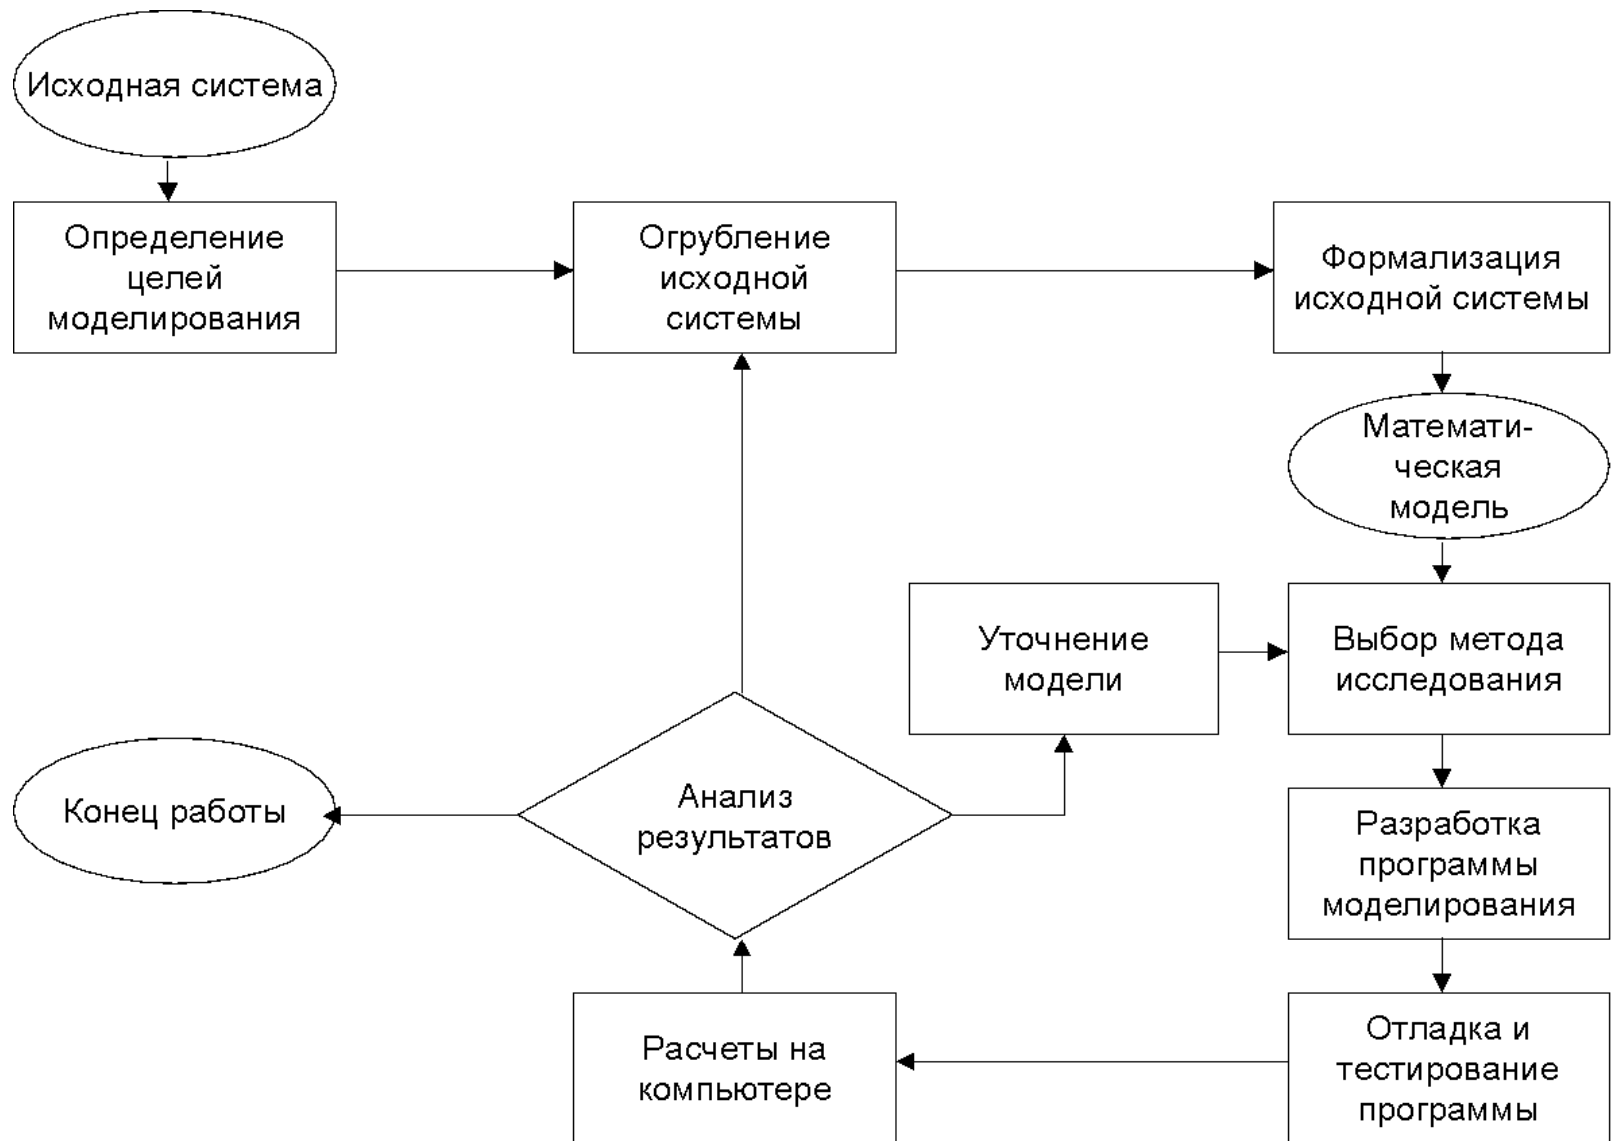 Исходная система
Определение
целей
моделирования
Огрубление
исходной
системы
Формализация
исходной системы
Математи-
ческая
модель
Уточнение
модели
Выбор метода
исследования
Конец работы
Анализ
результатов
Разработка
программы
моделирования
Расчеты на
компьютере
Отладка и
тестирование
программы